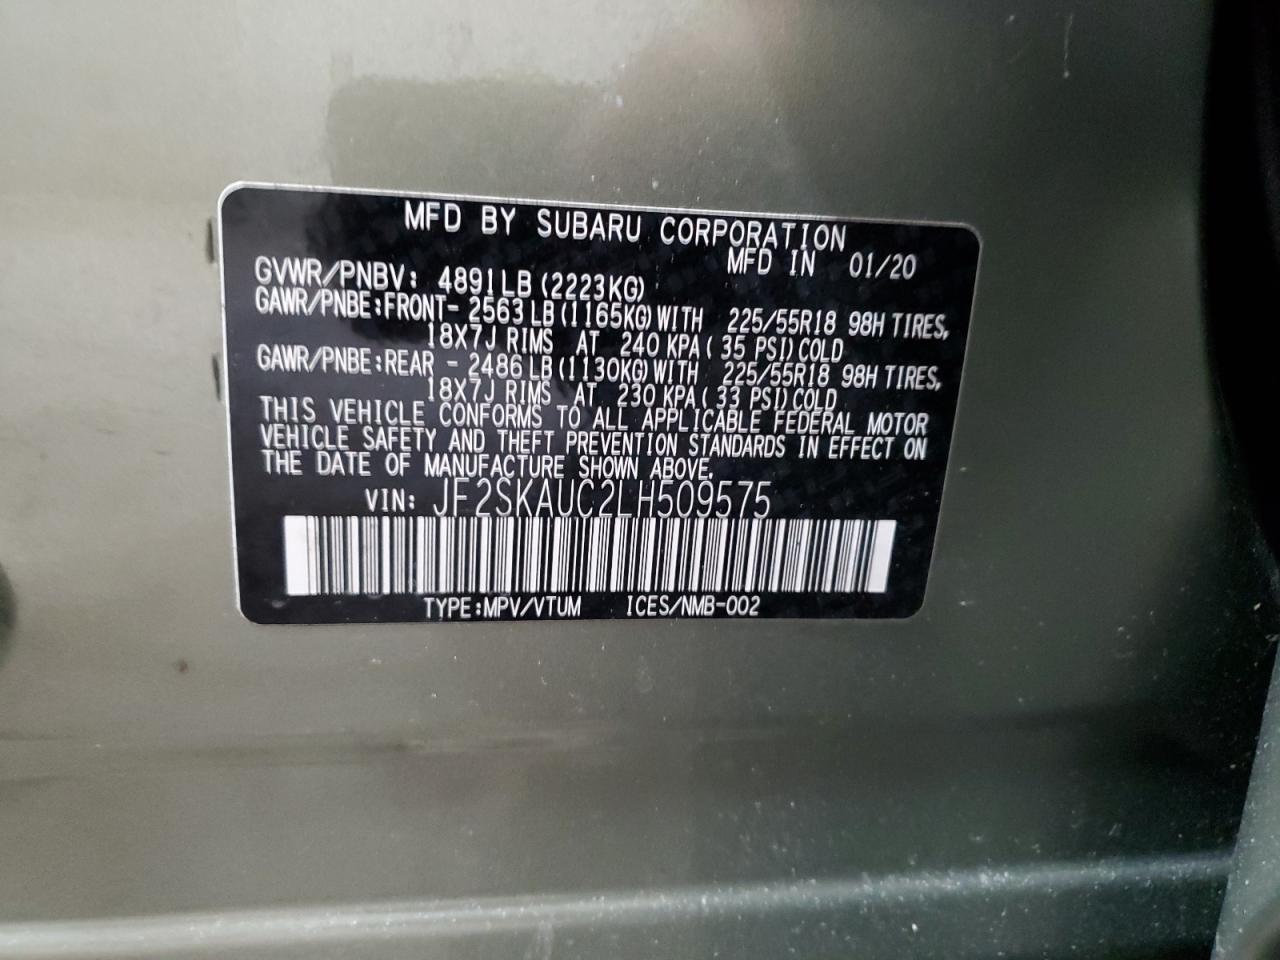 MFD BY SUBARU CORPORATION
MFD IN 01/20
GVWR/PNBV: 4891LB(2223KG)
GAWR/PNBE:FRONT- 2563LB(1165KG)WITH 225/55R18 98H TIRES,
18X7J RIMS AT 240 KPA( 35 PSI)COLD
GAWR/PNBE:REAR - 2486LB(1130KG)WITH 225/55R18 98H TIRES,
18X7J RIMS AT 230 KPA( 33 PSI)COLD
THIS VEHICLE CONFORMS TO ALL APPLICABLE FEDERAL MOTOR
VEHICLE SAFETY AND THEFT PREVENTION STANDARDS IN EFFECT ON
THE DATE OF MANUFACTURE SHOWN ABOVE.
VIN: JF2SKAUC2LH509575
TYPE:MPV/VTUM ICES/NMB-002